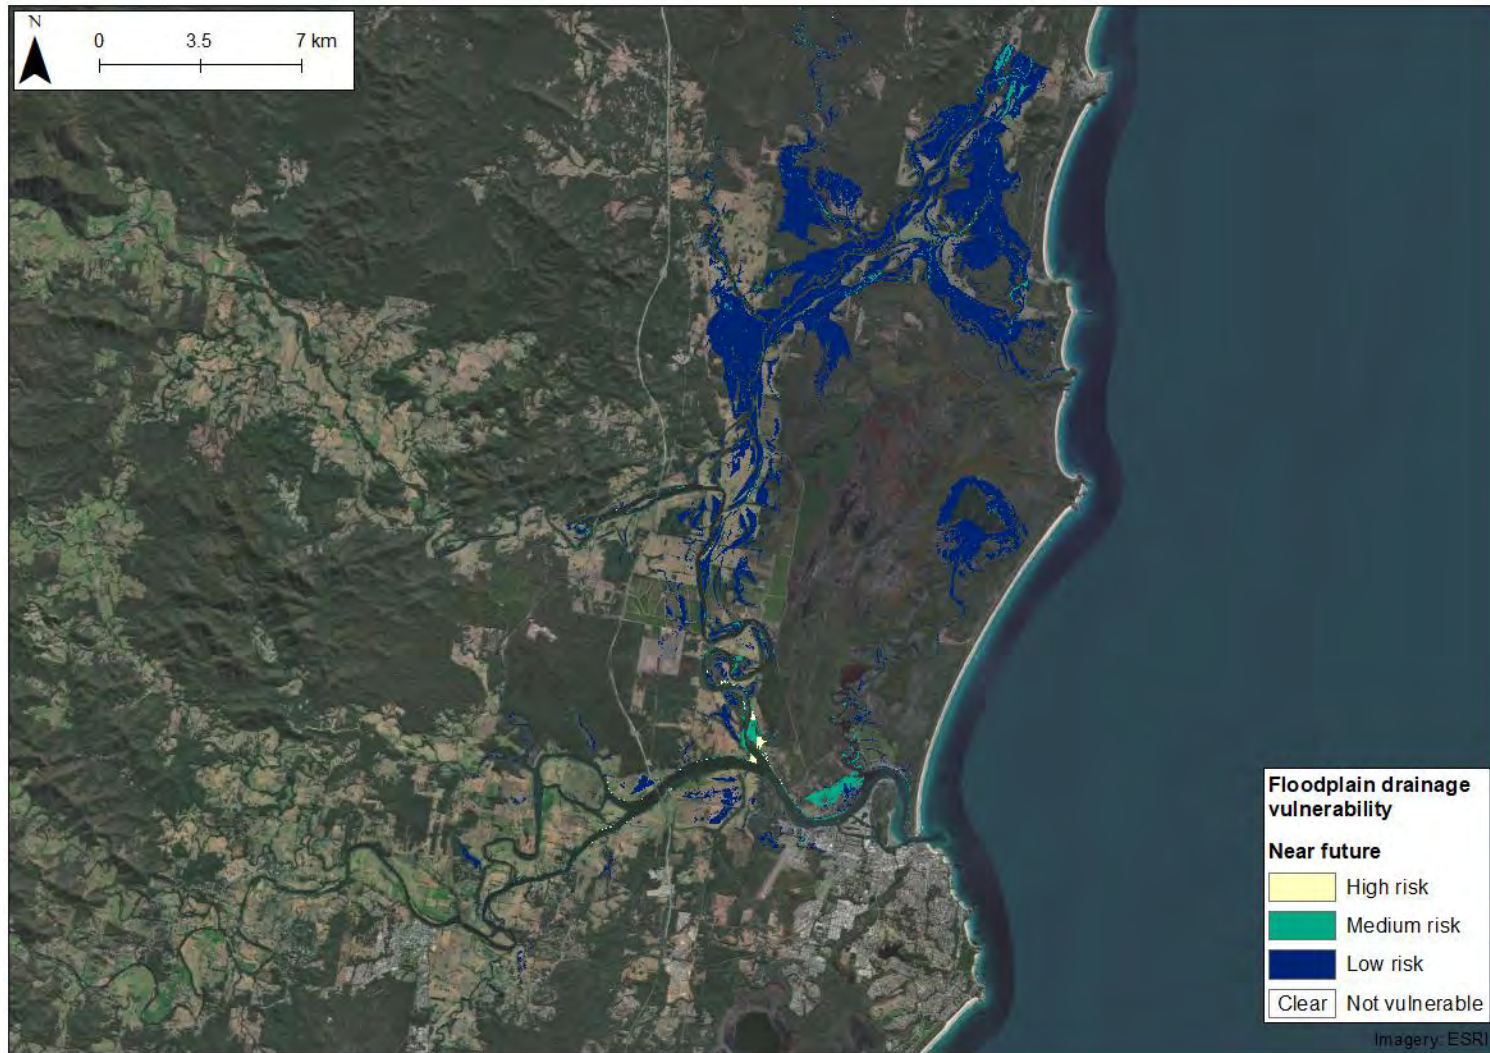 N
0 3.5 7 km
Floodplain drainage
vulnerability
Near future
High risk
Medium risk
Low risk
Clear Not vulnerable
Imagery: ESRI